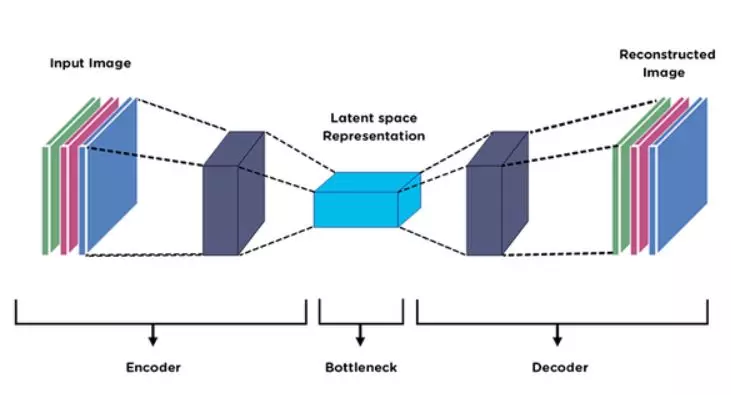 Input Image
Latent space
Representation
Reconstructed
Image
Encoder
Bottleneck
Decoder